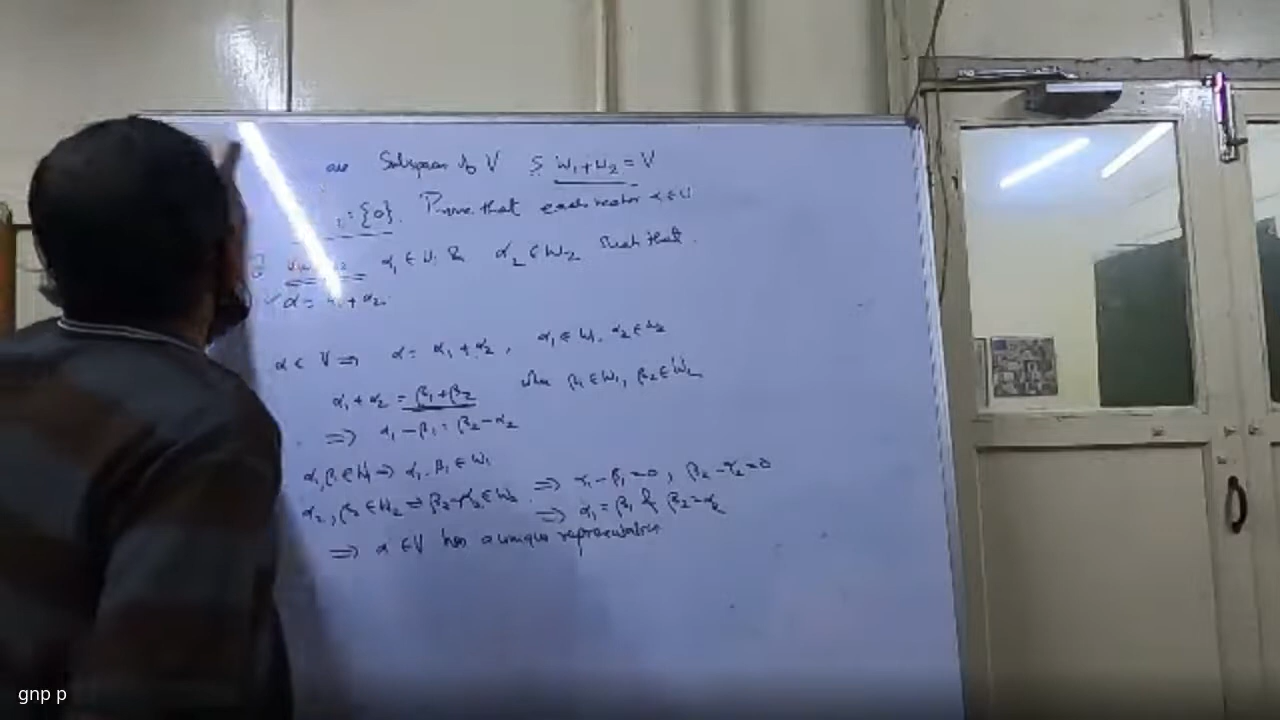 are Subspaces of V & W₁+W₂ = V
= {0}. Prove that each vector α ∈ V
α₁ ∈ W₁ & α₂ ∈ W₂ such that
α = α₁ + α₂.
α ∈ V ⇒ α = α₁ + α₂, α₁ ∈ W₁, α₂ ∈ W₂
α₁ + α₂ = β₁+β₂ where β₁ ∈ W₁, β₂ ∈ W₂
⇒ α₁ - β₁ = β₂ - α₂
α₁, β₁ ∈ W₁ ⇒ α₁ - β₁ ∈ W₁
α₂, β₂ ∈ W₂ ⇒ β₂ - α₂ ∈ W₂ ⇒ α₁ - β₁ = 0, β₂ - α₂ = 0
⇒ α₁ = β₁ & β₂ = α₂
⇒ α ∈ V has a unique representation
gnp p